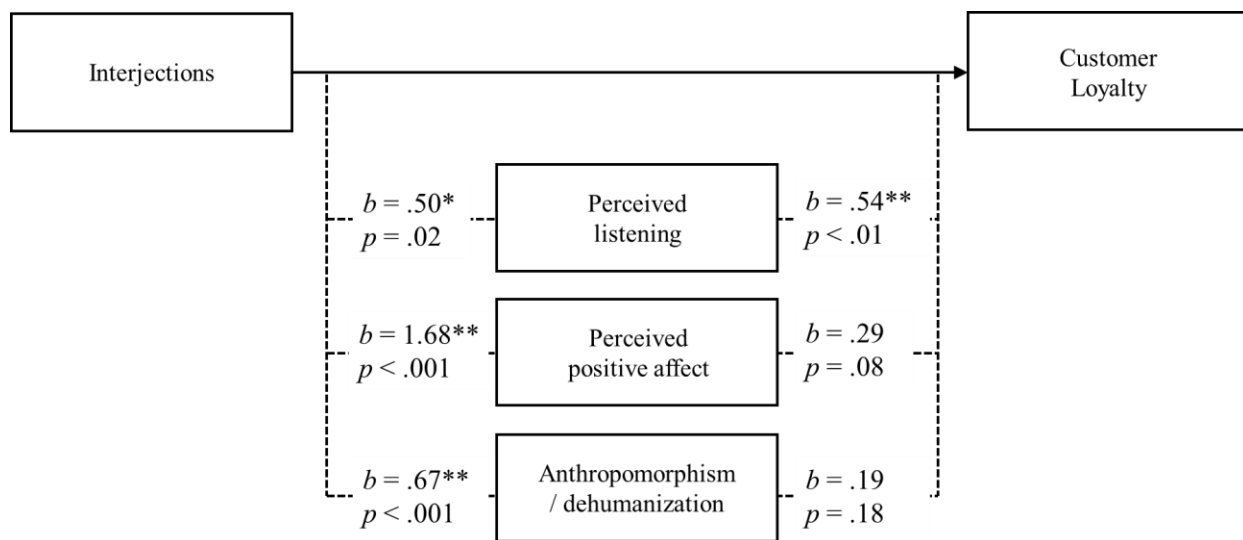 Interjections
Customer
Loyalty
b = .50*
p = .02
Perceived
listening
b = .54**
p < .01
b = 1.68**
p < .001
Perceived
positive affect
b = .29
p = .08
b = .67**
p < .001
Anthropomorphism
/ dehumanization
b = .19
p = .18